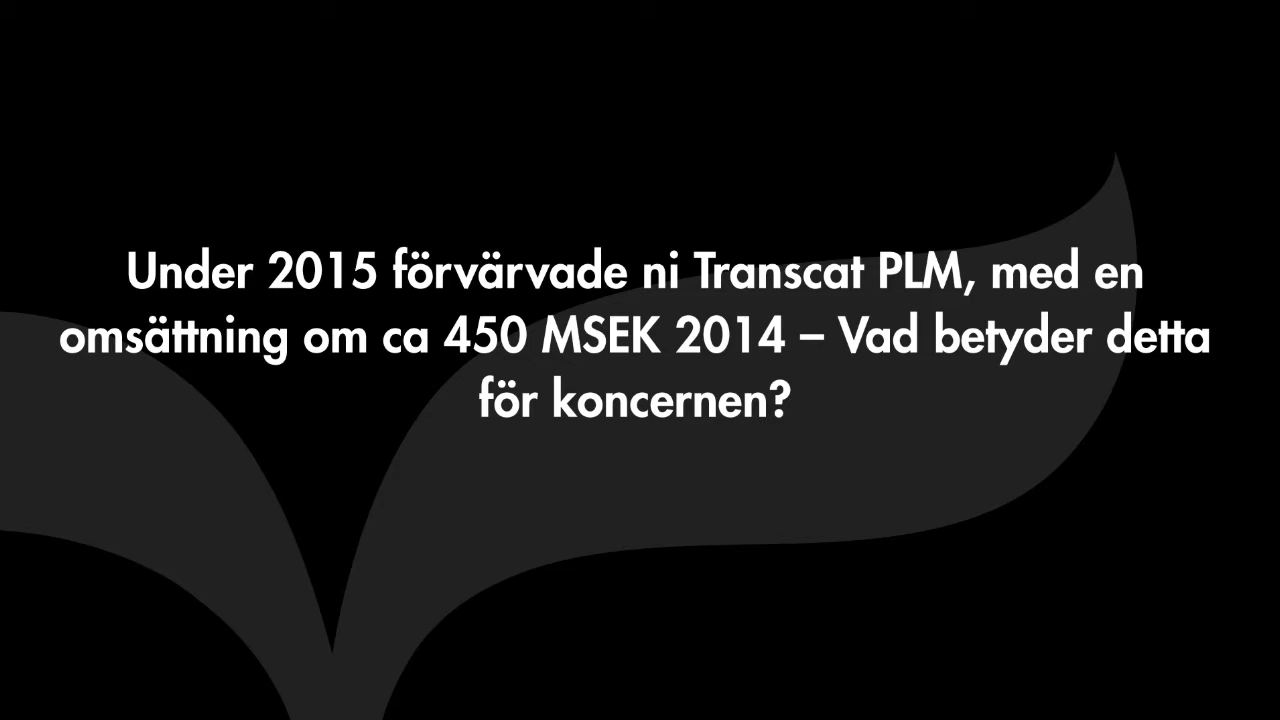 Under 2015 förvärvade ni Transcat PLM, med en
omsättning om ca 450 MSEK 2014 – Vad betyder detta
för koncernen?